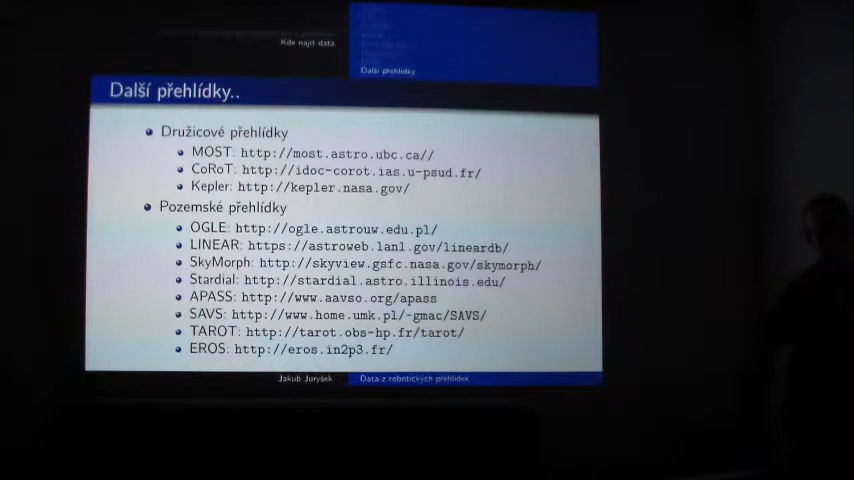 Kde najít data
Další přehlídky
Další přehlídky..
Družicové přehlídky
MOST: http://most.astro.ubc.ca//
CoRoT: http://idoc-corot.ias.u-psud.fr/
Kepler: http://kepler.nasa.gov/
Pozemské přehlídky
OGLE: http://ogle.astrouw.edu.pl/
LINEAR: https://astroweb.lanl.gov/lineardb/
SkyMorph: http://skyview.gsfc.nasa.gov/skymorph/
Stardial: http://stardial.astro.illinois.edu/
APASS: http://www.aavso.org/apass
SAVS: http://www.home.umk.pl/~gmac/SAVS/
TAROT: http://tarot.obs-hp.fr/tarot/
EROS: http://eros.in2p3.fr/
Jakub Juryšek
Data z robotických přehlídek